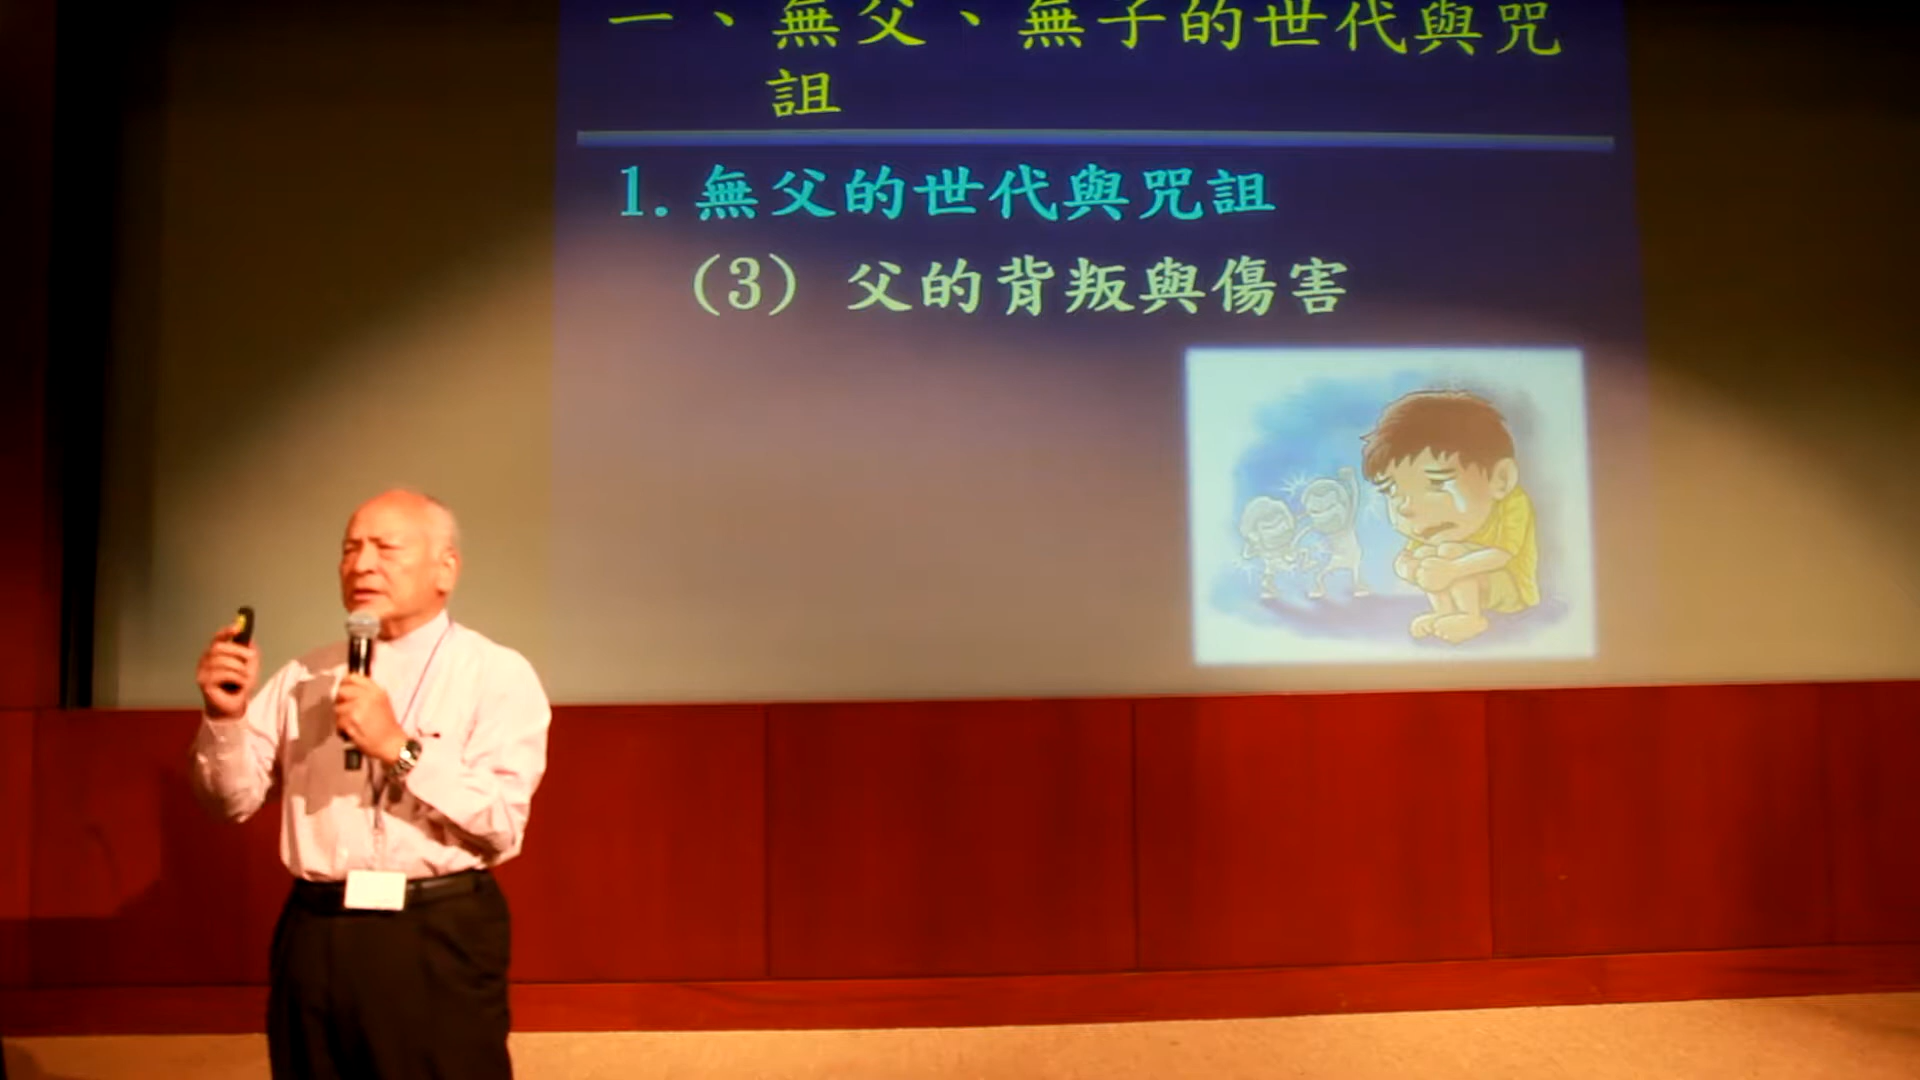 一、無父、無子的世代與咒
詛
1. 無父的世代與咒詛
(3) 父的背叛與傷害